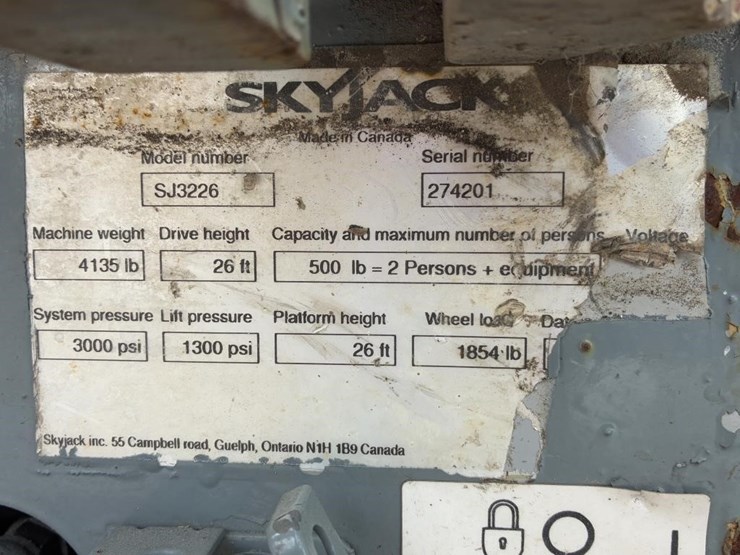 SKYJACK
Made in Canada
Model number Serial number
SJ3226 274201
Machine weight Drive height Capacity and maximum number of persons Voltage
4135 lb 26 ft 500 lb = 2 Persons + equipment
System pressure Lift pressure Platform height Wheel load Dat
3000 psi 1300 psi 26 ft 1854 lb
Skyjack inc. 55 Campbell road, Guelph, Ontario N1H 1B9 Canada